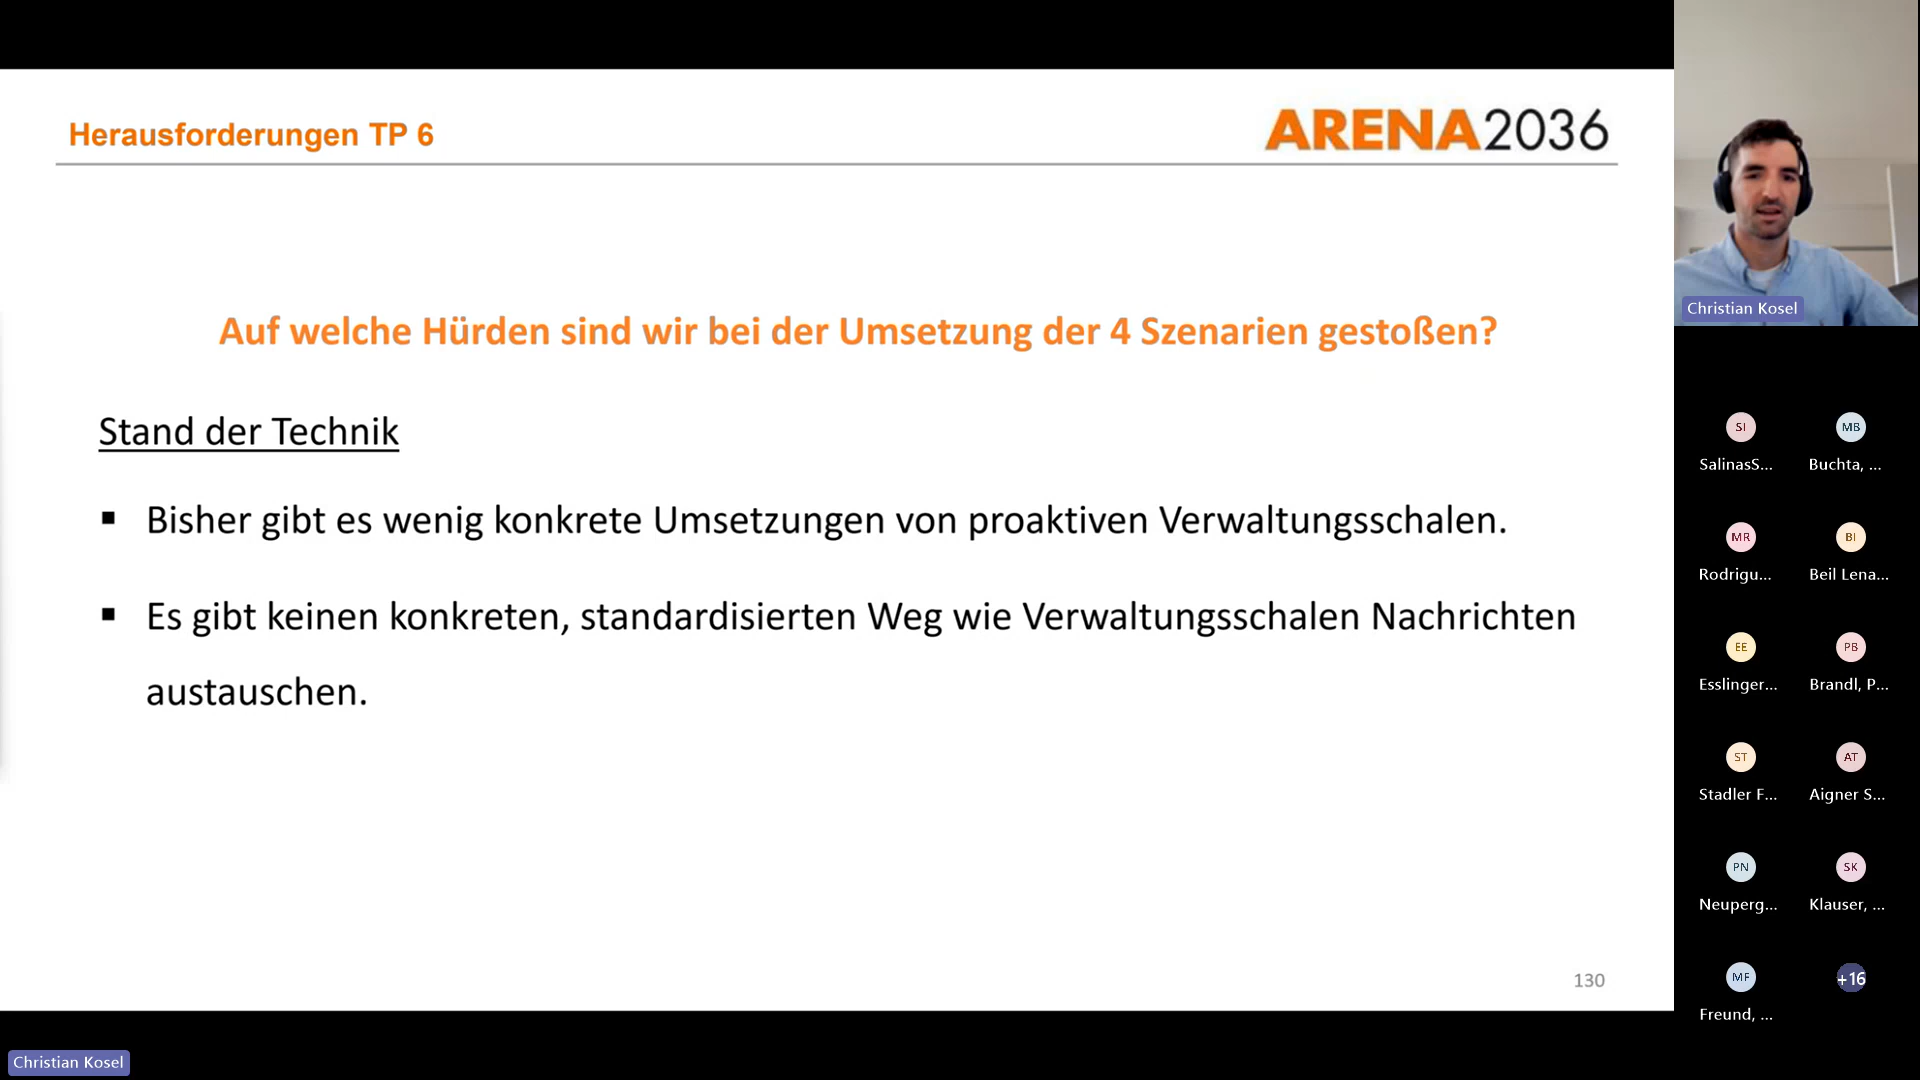 Herausforderungen TP 6
ARENA2036
Auf welche Hürden sind wir bei der Umsetzung der 4 Szenarien gestoßen?
Stand der Technik
▪ Bisher gibt es wenig konkrete Umsetzungen von proaktiven Verwaltungsschalen.
▪ Es gibt keinen konkreten, standardisierten Weg wie Verwaltungsschalen Nachrichten
austauschen.
130
Christian Kosel
Christian Kosel
SI
SalinasS...
MB
Buchta, ...
MR
Rodrigu...
BI
Beil Lena...
EE
Esslinger...
PB
Brandl, P...
ST
Stadler F...
AT
Aigner S...
PN
Neuperg...
SK
Klauser, ...
MF
Freund, ...
+16